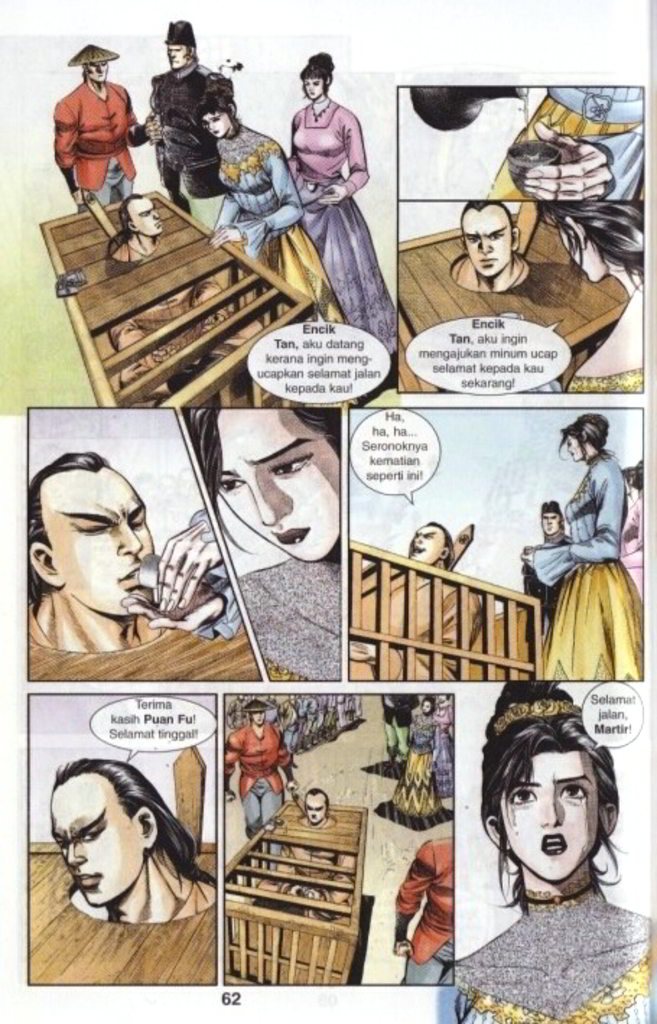 Encik
Tan, aku datang
kerana ingin meng-
ucapkan selamat jalan
kepada kau!
Encik
Tan, aku ingin
mengajukan minum ucap
selamat kepada kau
sekarang!
Ha,
ha, ha...
Seronoknya
kematian
seperti ini!
Terima
kasih Puan Fu!
Selamat tinggal!
Selamat
jalan,
Martir!
62